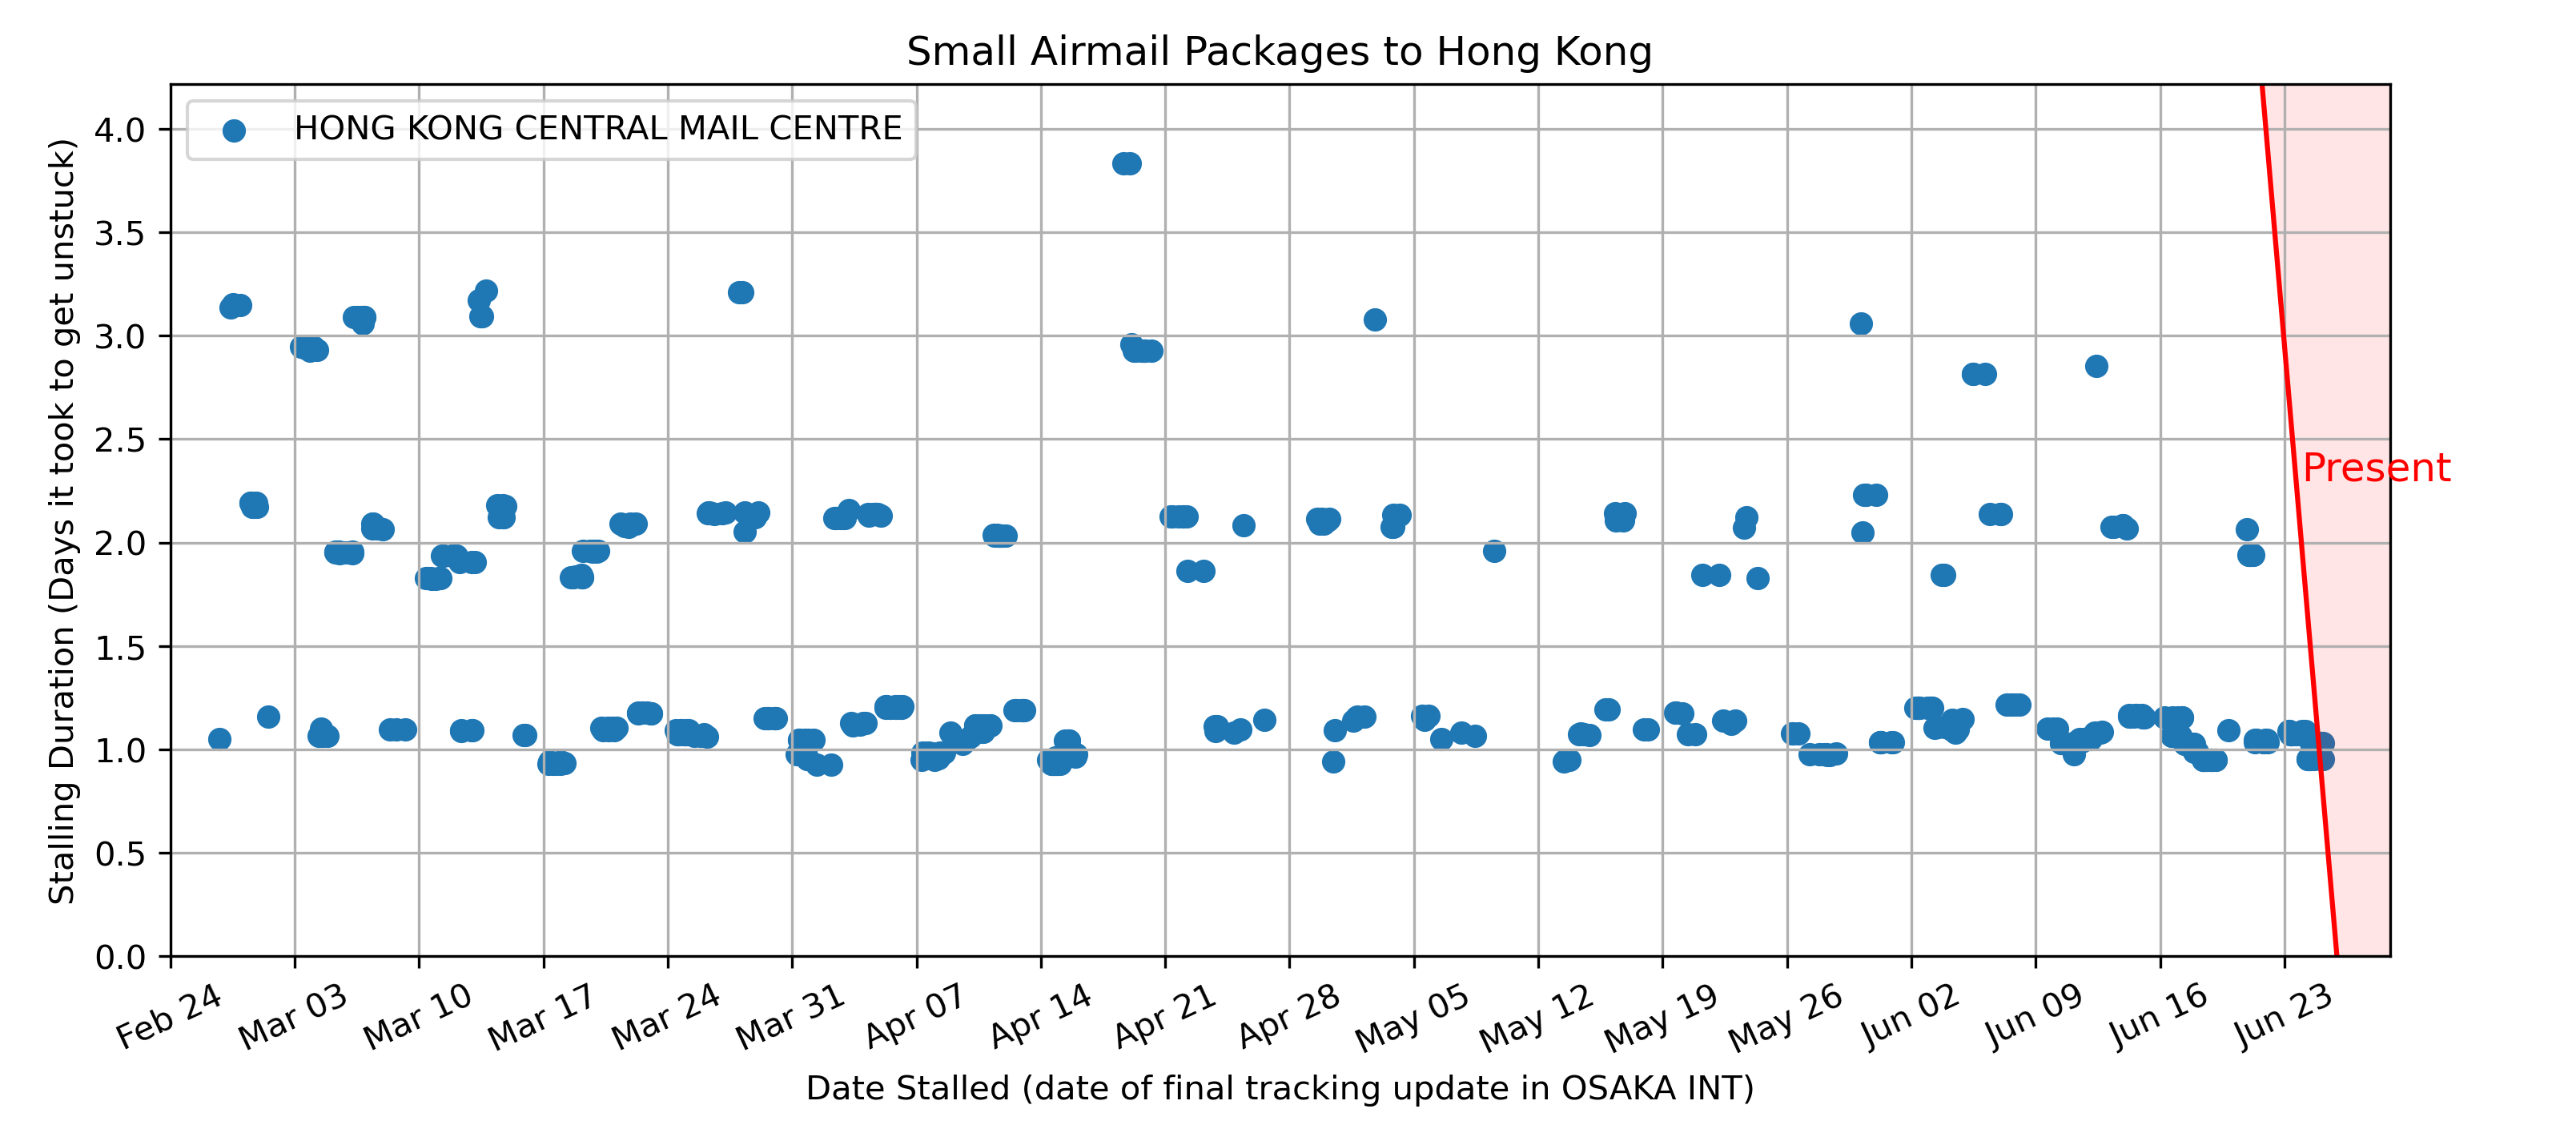 Small Airmail Packages to Hong Kong
HONG KONG CENTRAL MAIL CENTRE
Stalling Duration (Days it took to get unstuck)
4.0
3.5
3.0
2.5
2.0
1.5
1.0
0.5
0.0
Present
Feb 24
Mar 03
Mar 10
Mar 17
Mar 24
Mar 31
Apr 07
Apr 14
Apr 21
Apr 28
May 05
May 12
May 19
May 26
Jun 02
Jun 09
Jun 16
Jun 23
Date Stalled (date of final tracking update in OSAKA INT)